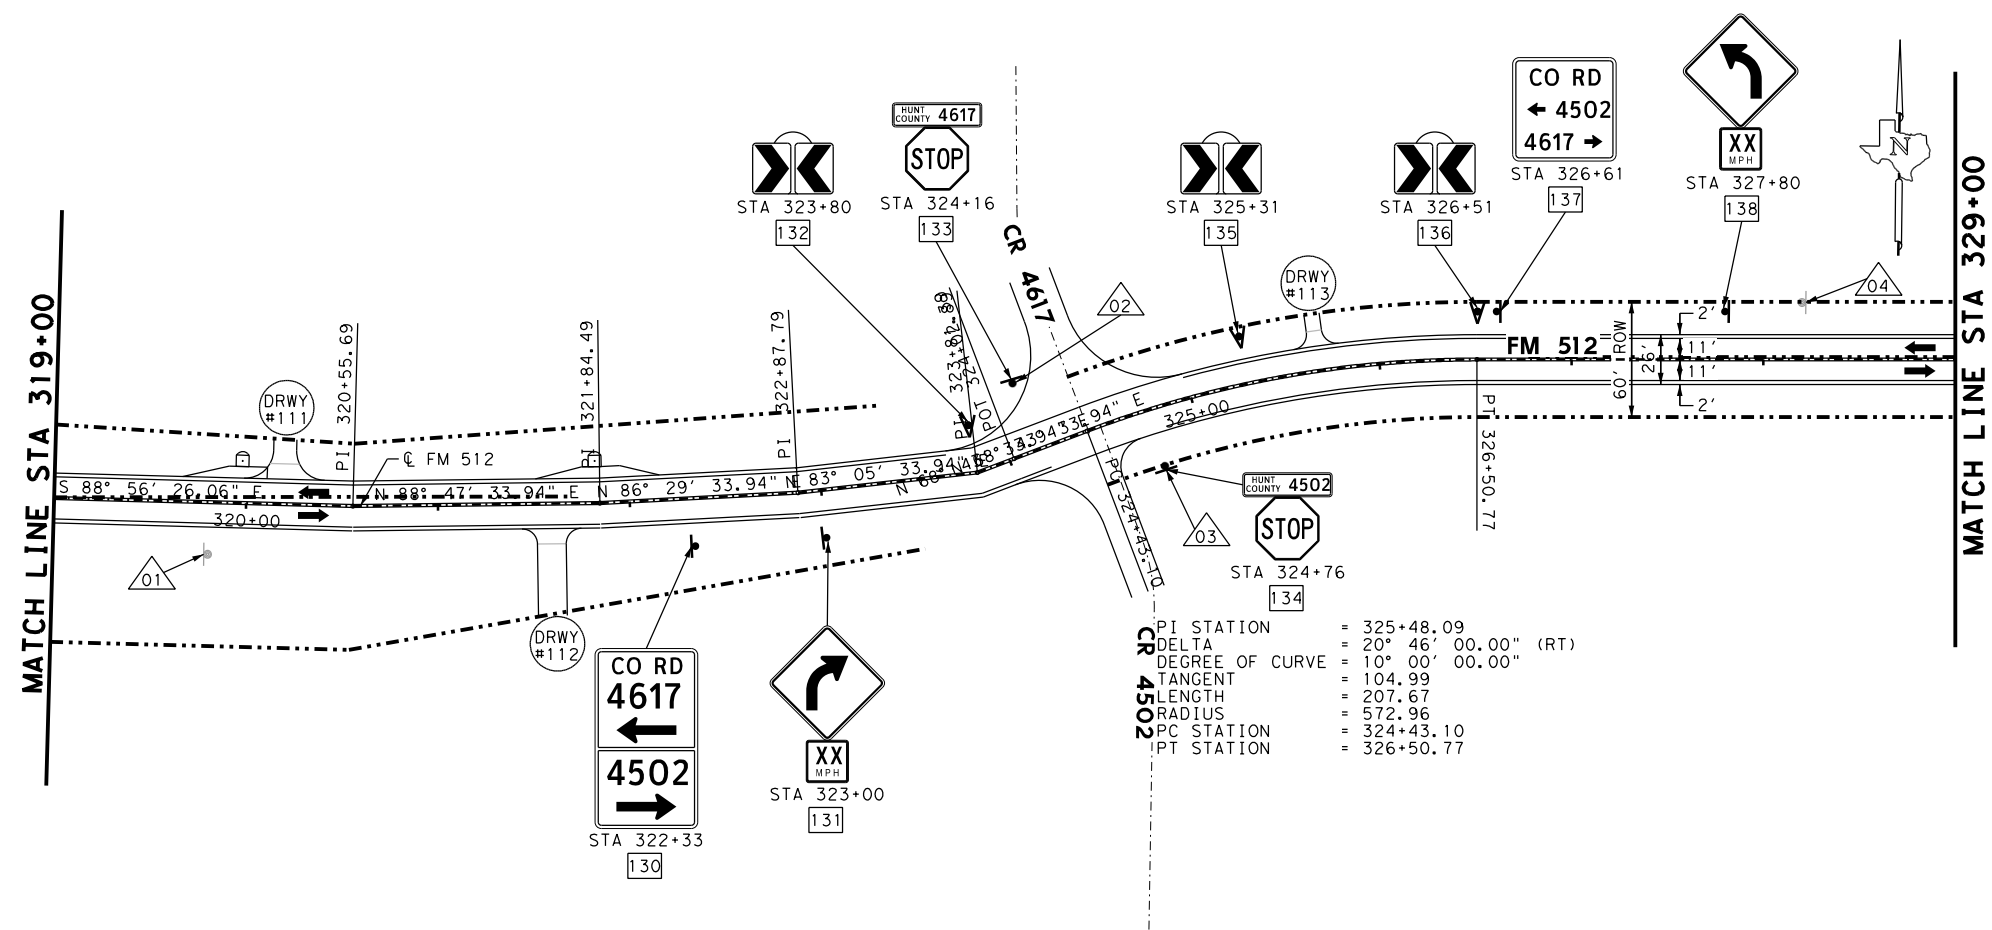 MATCH LINE STA 319+00
MATCH LINE STA 329+00
HUNT
COUNTY 4617
STOP
STA 324+16
133
STA 323+80
132
STA 325+31
135
STA 326+51
136
CO RD
4502
4617
STA 326+61
137
XX
MPH
STA 327+80
138
N
CR 4617
02
DRWY
#113
04
PI 320+55.69
PI 321+84.49
PI 322+87.79
PI
POT
DRWY
#111
℄ FM 512
S 88° 56' 26.06" E
N 88° 47' 33.94 E
N 86° 29' 33.94"
N E 83° 05' 33.94"
320+00
325+00
FM 512
60' ROW
26'
2'
11'
11'
2'
PT 326+50.77
PC 324+43.10
01
03
DRWY
#112
HUNT
COUNTY 4502
STOP
STA 324+76
134
CO RD
4617
4502
STA 322+33
130
XX
MPH
STA 323+00
131
CR 4502
PI STATION = 325+48.09
DELTA = 20° 46' 00.00" (RT)
DEGREE OF CURVE = 10° 00' 00.00"
TANGENT = 104.99
LENGTH = 207.67
RADIUS = 572.96
PC STATION = 324+43.10
PT STATION = 326+50.77